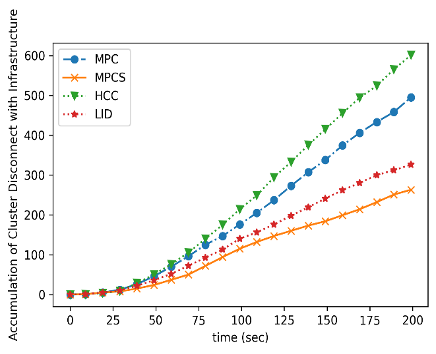 Accumulation of Cluster Disconnect with Infrastructure
600
500
400
300
200
100
0
MPC
MPCS
HCC
LID
0 25 50 75 100 125 150 175 200
time (sec)